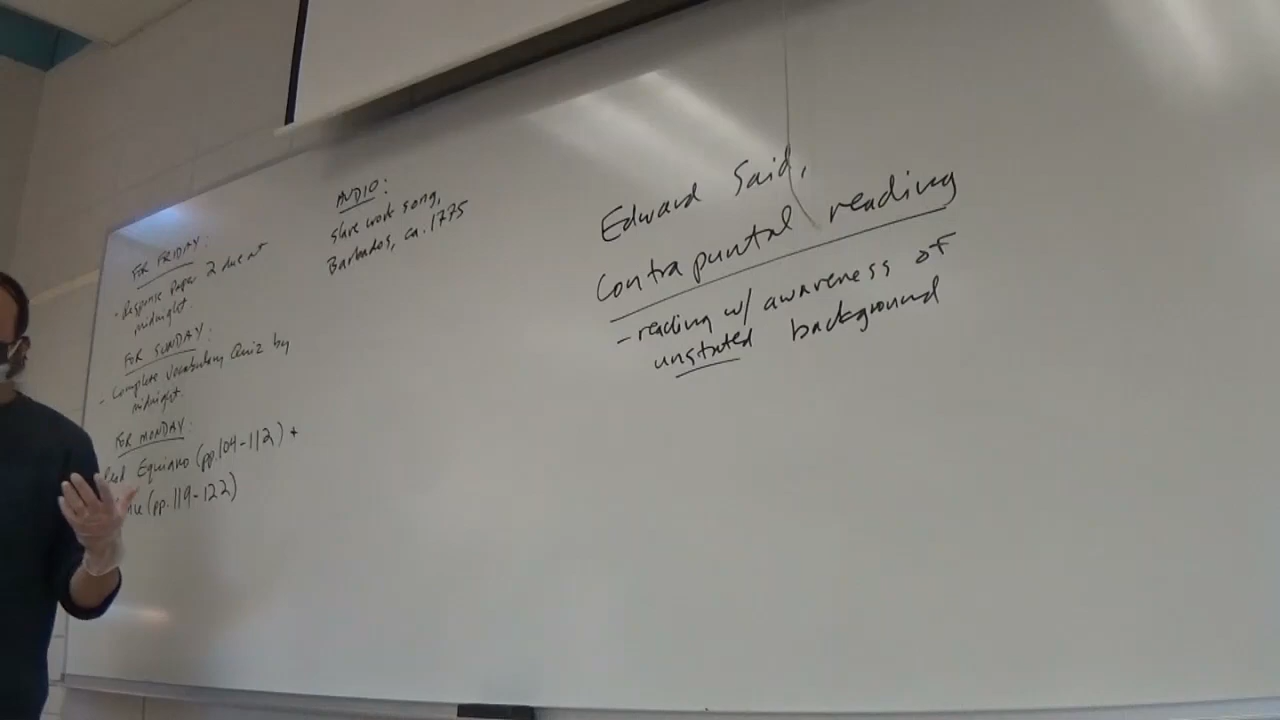 FOR FRIDAY:
- Response Paper 2 due at
midnight.
FOR SUNDAY:
- Complete Vocabulary Quiz by
midnight.
FOR MONDAY:
Equiano (pp.104-112) +
(pp.119-122)
AUDIO:
slave work song,
Barbados, ca. 1775
Edward Said,
Contrapuntal reading
- reading w/ awareness of
unstated background